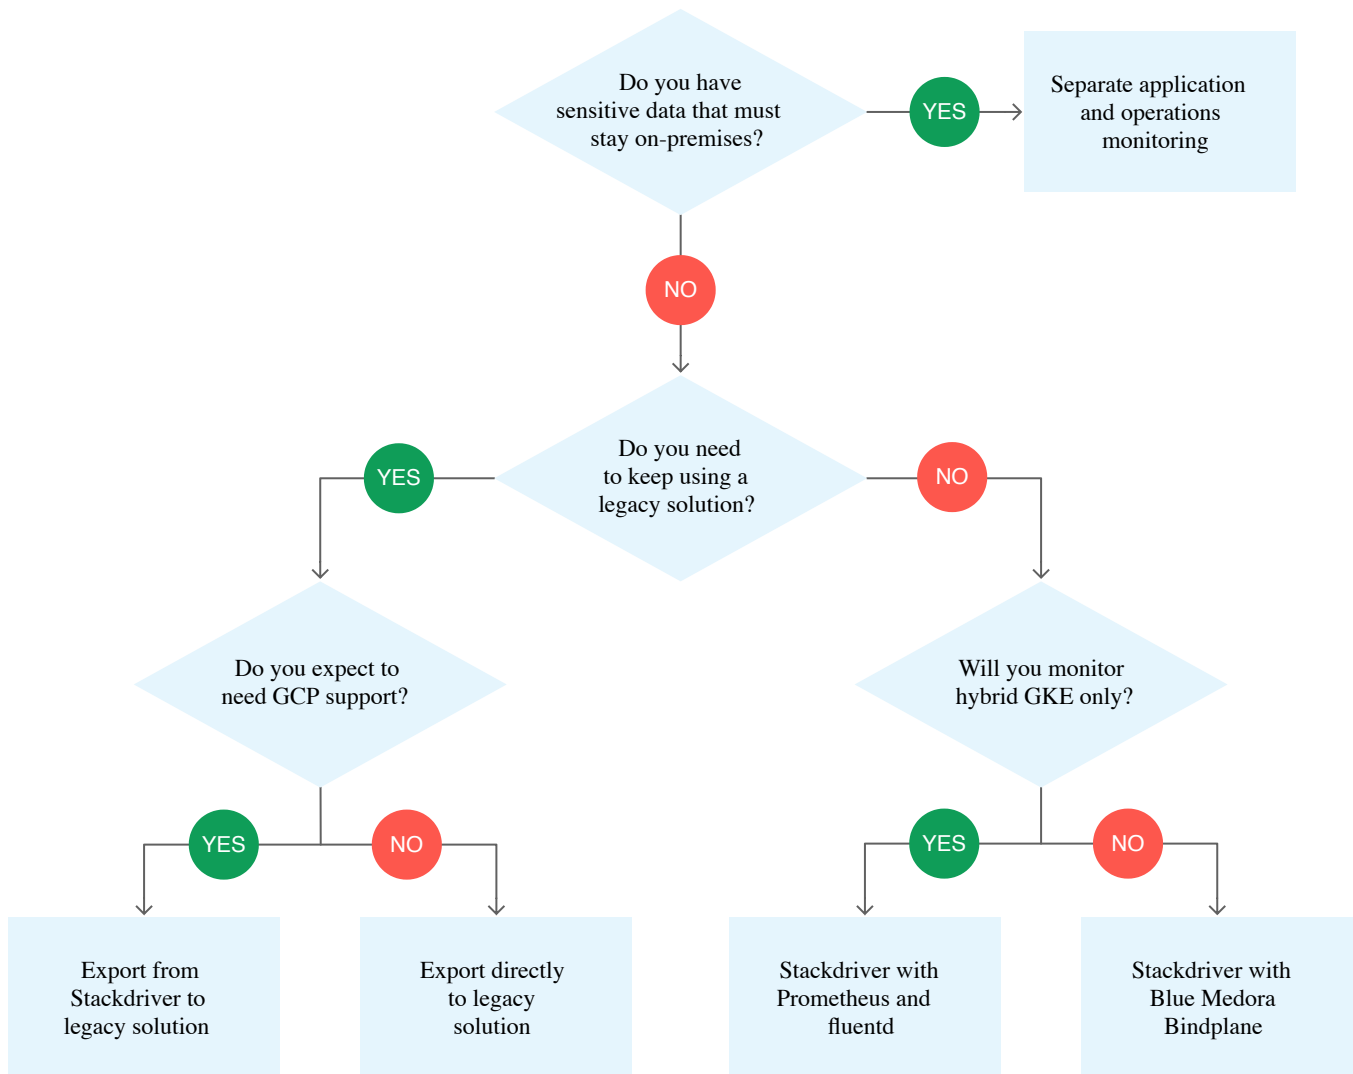 Do you have
sensitive data that must
stay on-premises?
YES
Separate application
and operations
monitoring
NO
Do you need
to keep using a
legacy solution?
YES
NO
Do you expect to
need GCP support?
Will you monitor
hybrid GKE only?
YES
NO
YES
NO
Export from
Stackdriver to
legacy solution
Export directly
to legacy
solution
Stackdriver with
Prometheus and
fluentd
Stackdriver with
Blue Medora
Bindplane